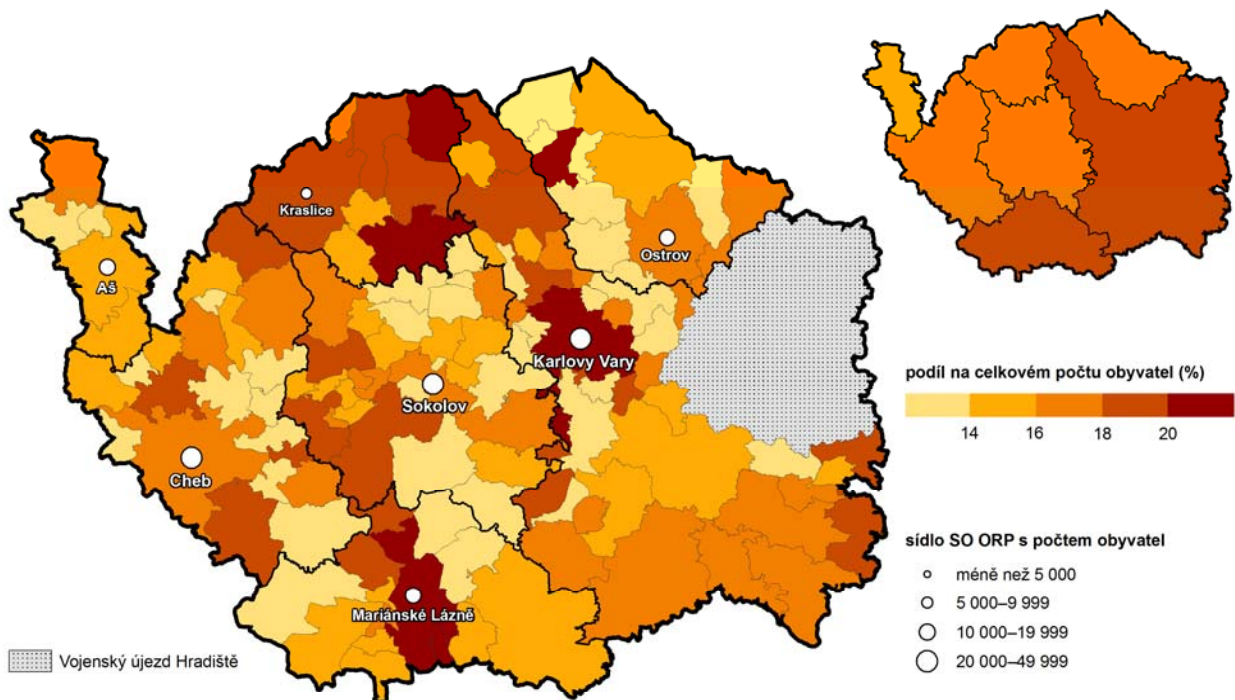 Kraslice
Aš
Ostrov
Karlovy Vary
Sokolov
Cheb
Mariánské Lázně
Vojenský újezd Hradiště
podíl na celkovém počtu obyvatel (%)
14 16 18 20
sídlo SO ORP s počtem obyvatel
méně než 5 000
5 000–9 999
10 000–19 999
20 000–49 999